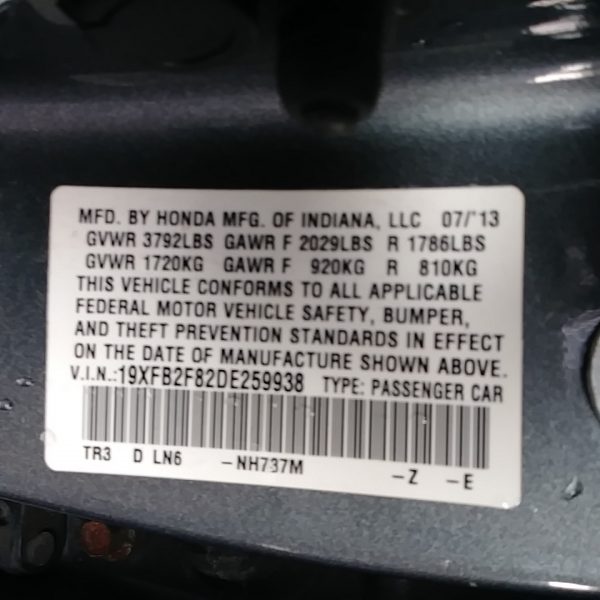 MFD. BY HONDA MFG. OF INDIANA, LLC 07/'13
GVWR 3792LBS GAWR F 2029LBS R 1786LBS
GVWR 1720KG GAWR F 920KG R 810KG
THIS VEHICLE CONFORMS TO ALL APPLICABLE
FEDERAL MOTOR VEHICLE SAFETY, BUMPER,
AND THEFT PREVENTION STANDARDS IN EFFECT
ON THE DATE OF MANUFACTURE SHOWN ABOVE.
V.I.N.:19XFB2F82DE259938 TYPE: PASSENGER CAR
TR3 D LN6 -NH737M -Z -E